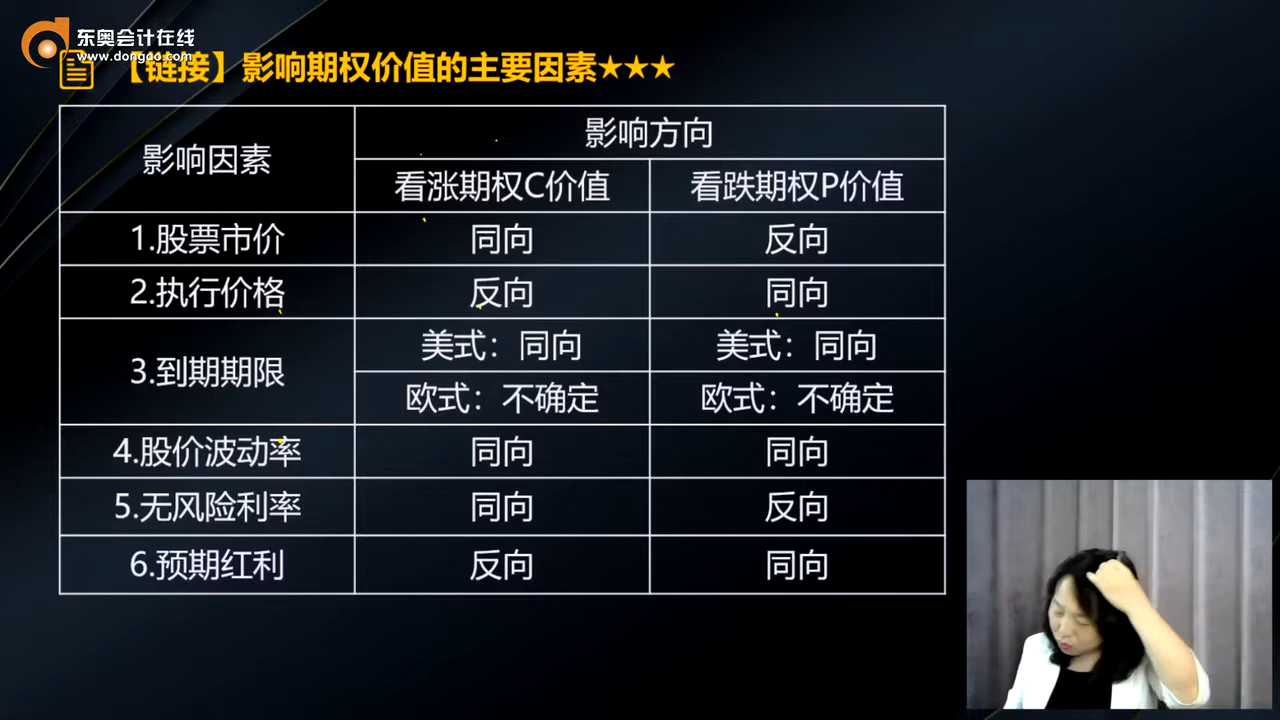 东奥会计在线
www.dongao.com
【链接】影响期权价值的主要因素★★★
影响因素
影响方向
看涨期权C价值
看跌期权P价值
1.股票市价
同向
反向
2.执行价格
反向
同向
3.到期期限
美式：同向
美式：同向
欧式：不确定
欧式：不确定
4.股价波动率
同向
同向
5.无风险利率
同向
反向
6.预期红利
反向
同向